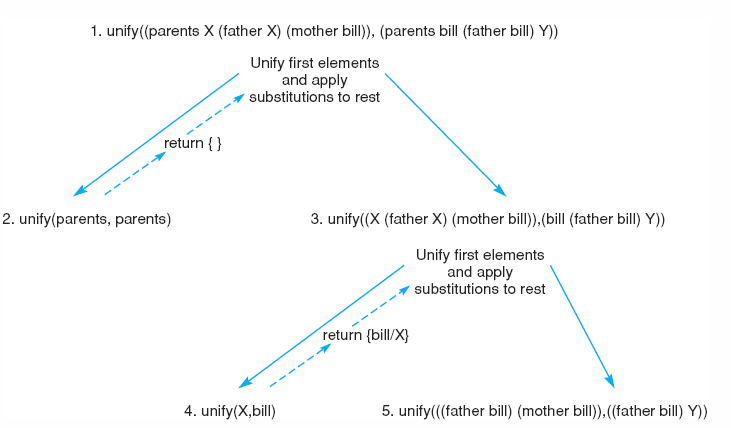 1. unify((parents X (father X) (mother bill)), (parents bill (father bill) Y))
Unify first elements
and apply
substitutions to rest
return { }
2. unify(parents, parents)
3. unify((X (father X) (mother bill)),(bill (father bill) Y))
Unify first elements
and apply
substitutions to rest
return {bill/X}
4. unify(X,bill)
5. unify(((father bill) (mother bill)),((father bill) Y))